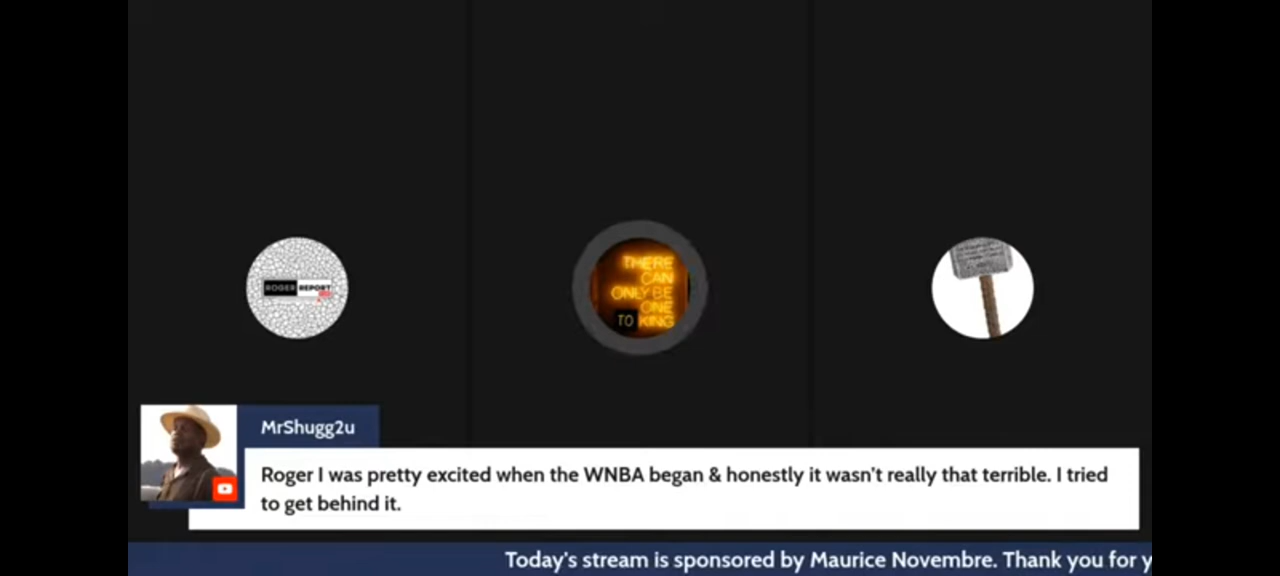 ROGER REPORT
THERE
CAN
ONLY BE
ONE
TO KING
MrShugg2u
Roger I was pretty excited when the WNBA began & honestly it wasn't really that terrible. I tried
to get behind it.
Today's stream is sponsored by Maurice Novembre. Thank you for y